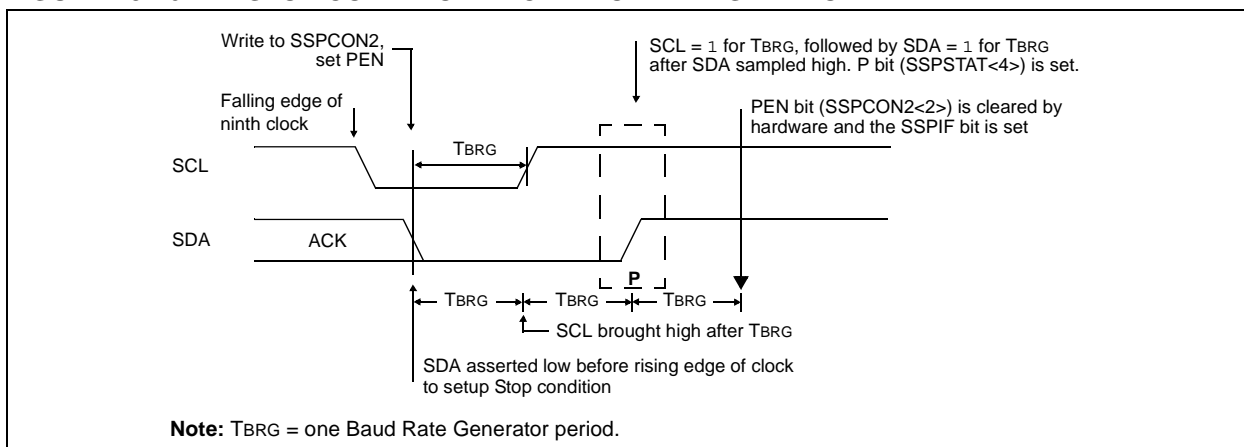 Write to SSPCON2,
set PEN
SCL = 1 for TBRG, followed by SDA = 1 for TBRG
after SDA sampled high. P bit (SSPSTAT<4>) is set.
Falling edge of
ninth clock
PEN bit (SSPCON2<2>) is cleared by
hardware and the SSPIF bit is set
TBRG
SCL
SDA
ACK
P
TBRG
TBRG
TBRG
SCL brought high after TBRG
SDA asserted low before rising edge of clock
to setup Stop condition
Note: TBRG = one Baud Rate Generator period.